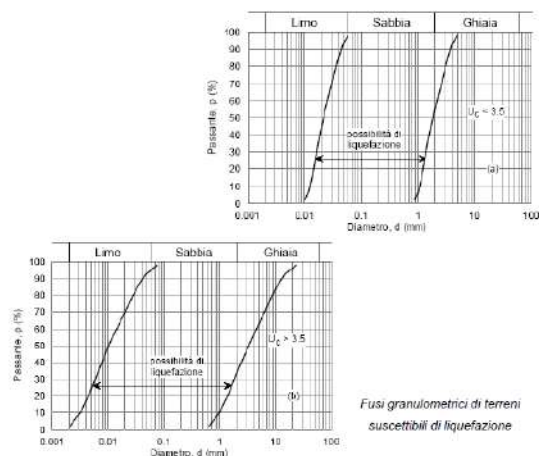 Limo Sabbia Ghiaia
100
90
80
70
60
50
40
30
20
10
0
Passante, p (%)
U_c < 3.5
possibilità di
liquefazione
(a)
0.001 0.01 0.1 1 10 100
Diametro, d (mm)
Limo Sabbia Ghiaia
100
90
80
70
60
50
40
30
20
10
0
Passante, p (%)
U_c > 3.5
possibilità di
liquefazione
(b)
0.001 0.01 0.1 1 10 100
Diametro, d (mm)
Fusi granulometrici di terreni
suscettibili di liquefazione